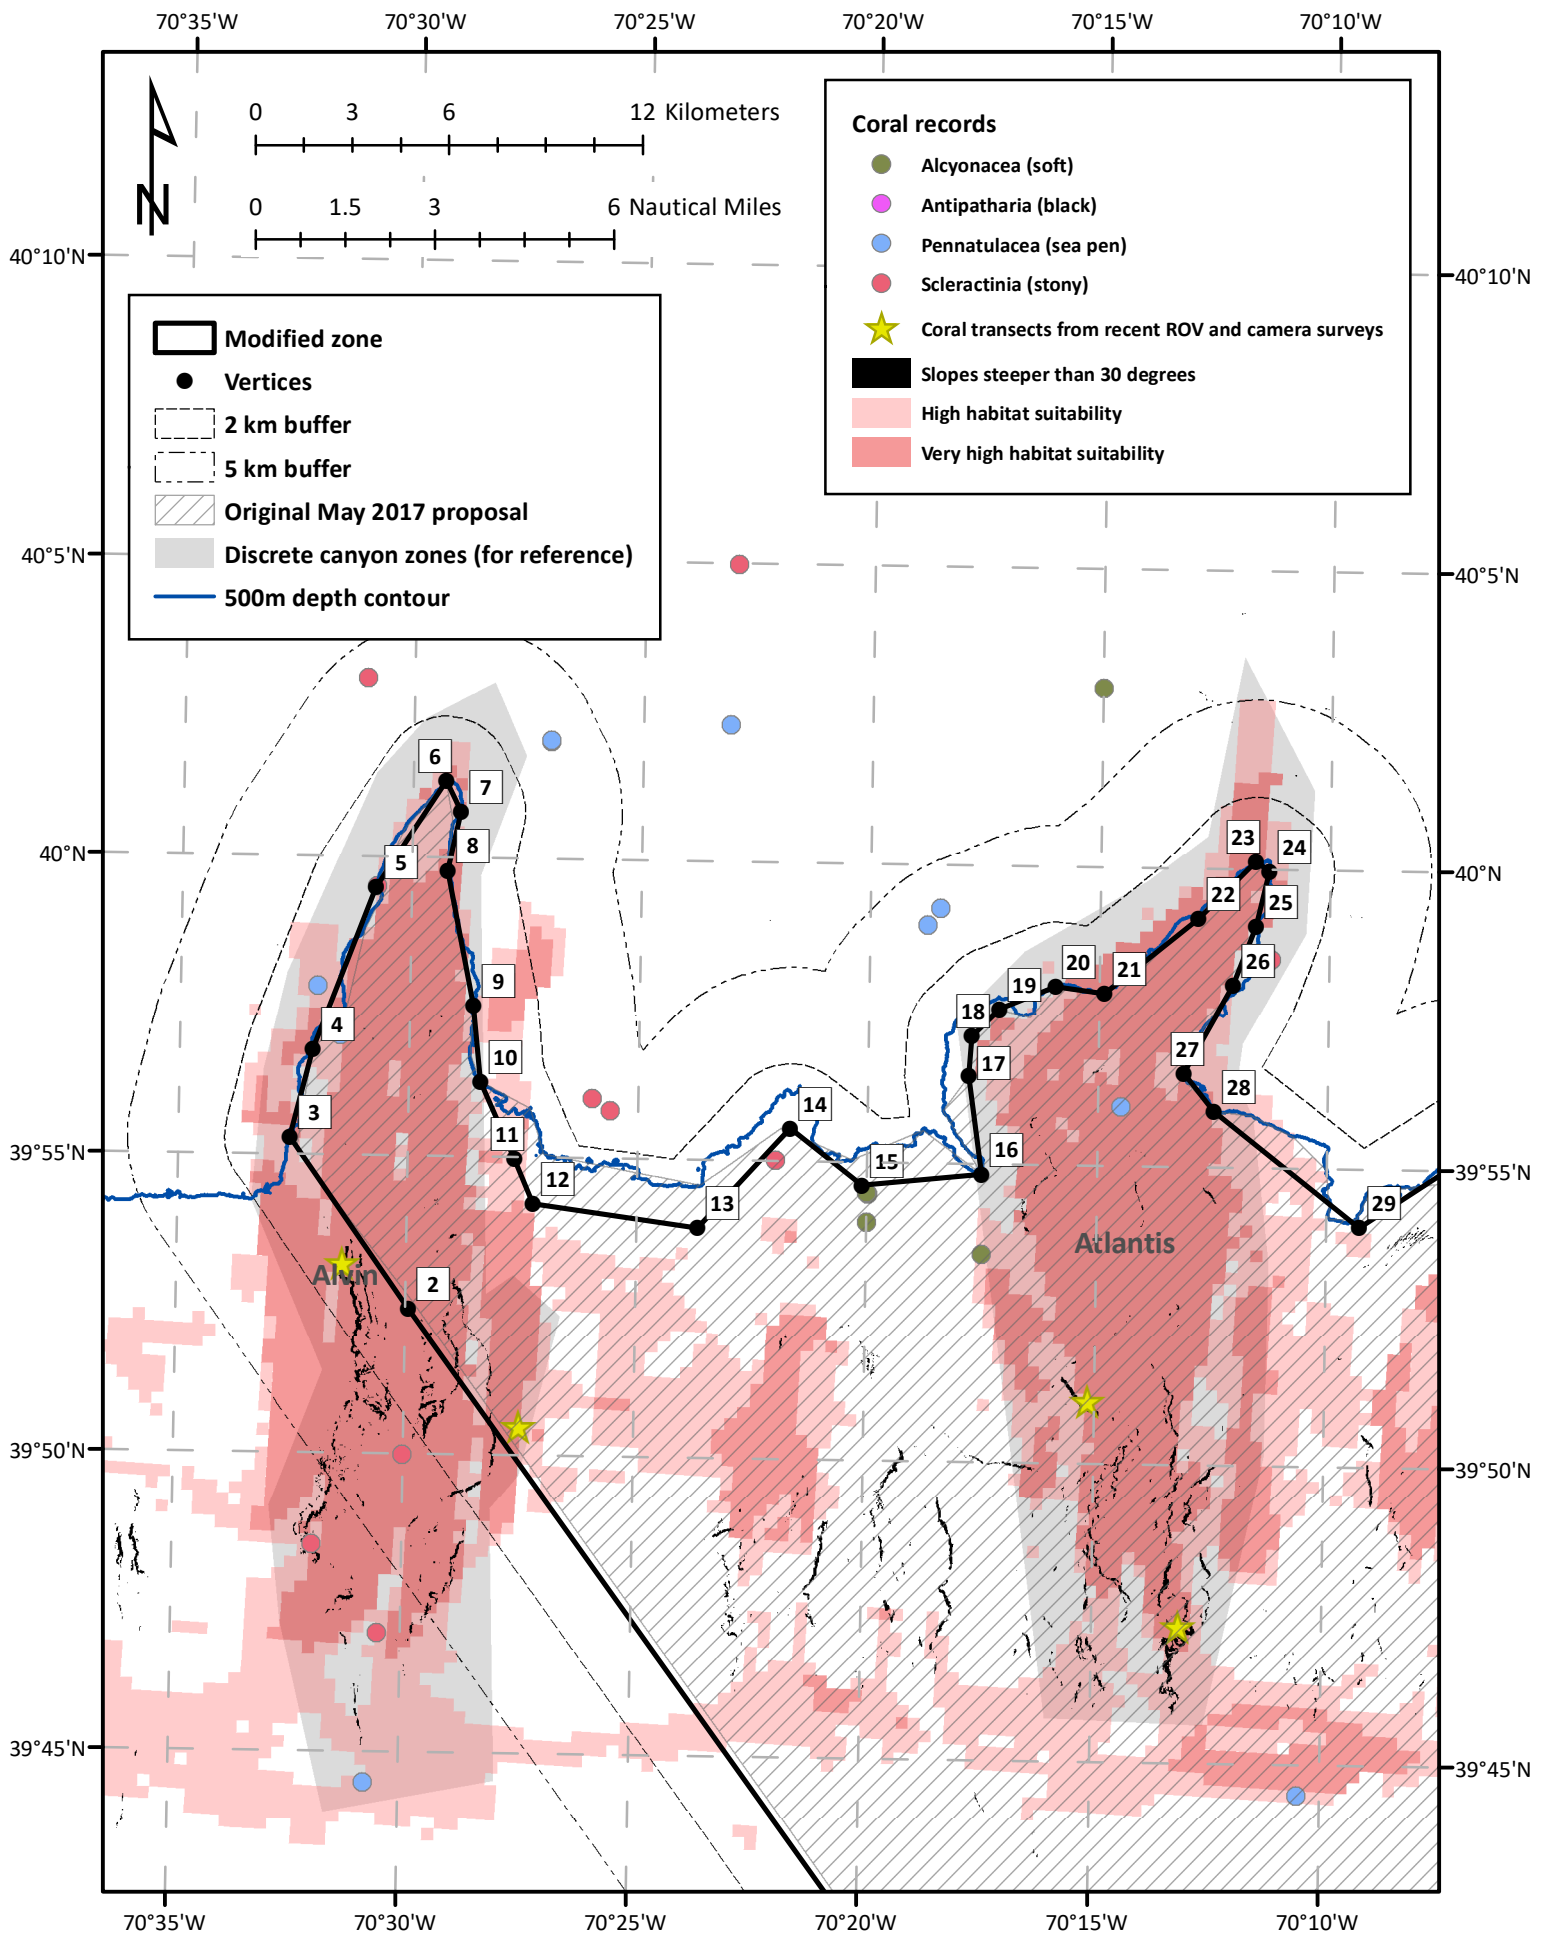 70°35'W 70°30'W 70°25'W 70°20'W 70°15'W 70°10'W
0 3 6 12 Kilometers
N
0 1.5 3 6 Nautical Miles
Coral records
Alcyonacea (soft)
Antipatharia (black)
Pennatulacea (sea pen)
Scleractinia (stony)
Coral transects from recent ROV and camera surveys
Slopes steeper than 30 degrees
High habitat suitability
Very high habitat suitability
40°10'N
40°10'N
Modified zone
Vertices
2 km buffer
5 km buffer
Original May 2017 proposal
Discrete canyon zones (for reference)
500m depth contour
40°5'N
40°5'N
6
7
8
5
40°N
23
24
40°N
22
25
26
20
21
9
19
18
4
10
17
27
28
14
3
11
16
39°55'N
15
39°55'N
12
13
29
Atlantis
Alvin
2
39°50'N
39°50'N
39°45'N
39°45'N
70°35'W 70°30'W 70°25'W 70°20'W 70°15'W 70°10'W